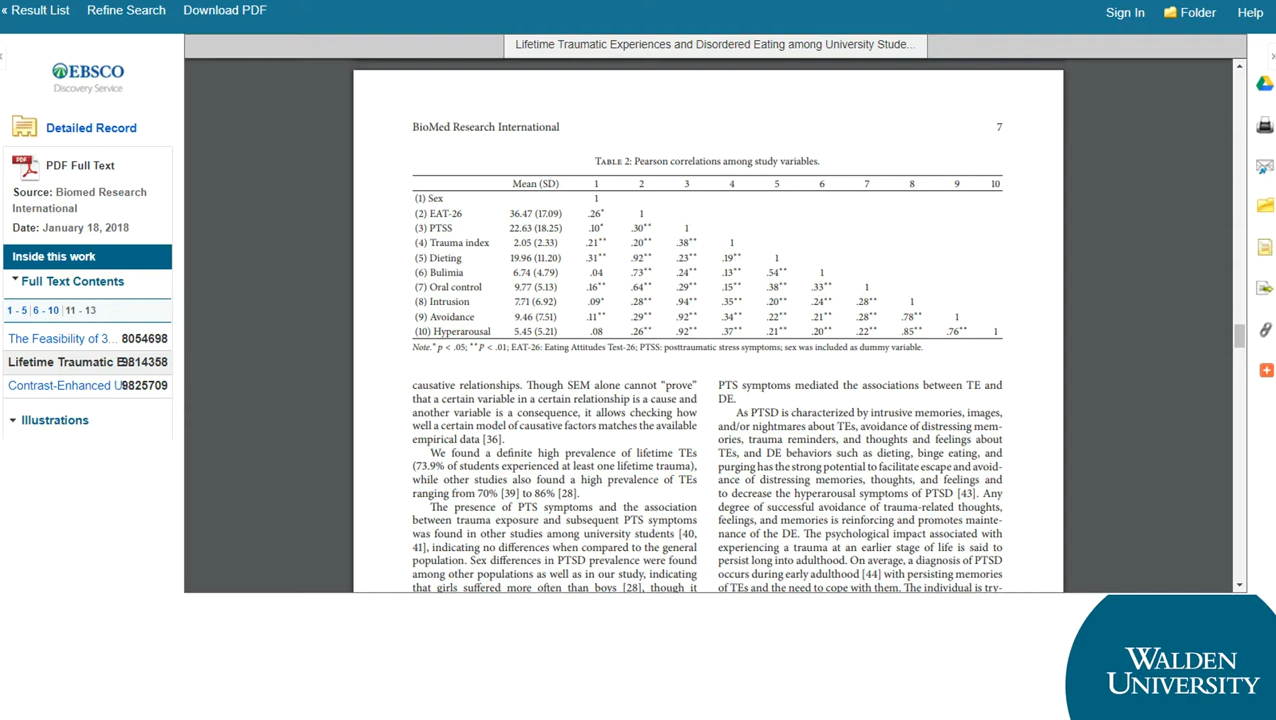 « Result List Refine Search Download PDF Sign In Folder Help
Lifetime Traumatic Experiences and Disordered Eating among University Stude...
EBSCO
Discovery Service
Detailed Record
PDF Full Text
Source: Biomed Research
International
Date: January 18, 2018
Inside this work
Full Text Contents
1 - 5 6 - 10 11 - 13
The Feasibility of 3... 8054698
Lifetime Traumatic 9814358
Contrast-Enhanced 9825709
Illustrations
BioMed Research International 7
TABLE 2: Pearson correlations among study variables.
Mean (SD) 1 2 3 4 5 6 7 8 9 10
(1) Sex 1
(2) EAT-26 36.47 (17.09) .26* 1
(3) PTSS 22.63 (18.25) .10* .30** 1
(4) Trauma index 2.05 (2.33) .21** .20** .38** 1
(5) Dieting 19.96 (11.20) .31** .92** .23** .19** 1
(6) Bulimia 6.74 (4.79) .04 .73** .24** .13** .54** 1
(7) Oral control 9.77 (5.13) .16** .64** .29** .15** .38** .33** 1
(8) Intrusion 7.71 (6.92) .09* .28** .94** .35** .20** .24** .28** 1
(9) Avoidance 9.46 (7.51) .11** .29** .92** .34** .22** .21** .28** .78** 1
(10) Hyperarousal 5.45 (5.21) .08 .26** .92** .37** .21** .20** .22** .85** .76** 1
Note. * p < .05; ** P < .01; EAT-26: Eating Attitudes Test-26; PTSS: posttraumatic stress symptoms; sex was included as dummy variable.
causative relationships. Though SEM alone cannot “prove”
that a certain variable in a certain relationship is a cause and
another variable is a consequence, it allows checking how
well a certain model of causative factors matches the available
empirical data [36].
We found a definite high prevalence of lifetime TEs
(73.9% of students experienced at least one lifetime trauma),
while other studies also found a high prevalence of TEs
ranging from 70% [39] to 86% [28].
The presence of PTS symptoms and the association
between trauma exposure and subsequent PTS symptoms
was found in other studies among university students [40,
41], indicating no differences when compared to the general
population. Sex differences in PTSD prevalence were found
among other populations as well as in our study, indicating
that girls suffered more often than boys [28], though it
PTS symptoms mediated the associations between TE and
DE.
As PTSD is characterized by intrusive memories, images,
and/or nightmares about TEs, avoidance of distressing mem-
ories, trauma reminders, and thoughts and feelings about
TEs, and DE behaviors such as dieting, binge eating, and
purging has the strong potential to facilitate escape and avoid-
ance of distressing memories, thoughts, and feelings and
to decrease the hyperarousal symptoms of PTSD [43]. Any
degree of successful avoidance of trauma-related thoughts,
feelings, and memories is reinforcing and promotes mainte-
nance of the DE. The psychological impact associated with
experiencing a trauma at an earlier stage of life is said to
persist long into adulthood. On average, a diagnosis of PTSD
occurs during early adulthood [44] with persisting memories
of TEs and the need to cope with them. The individual is try-
WALDEN
UNIVERSITY